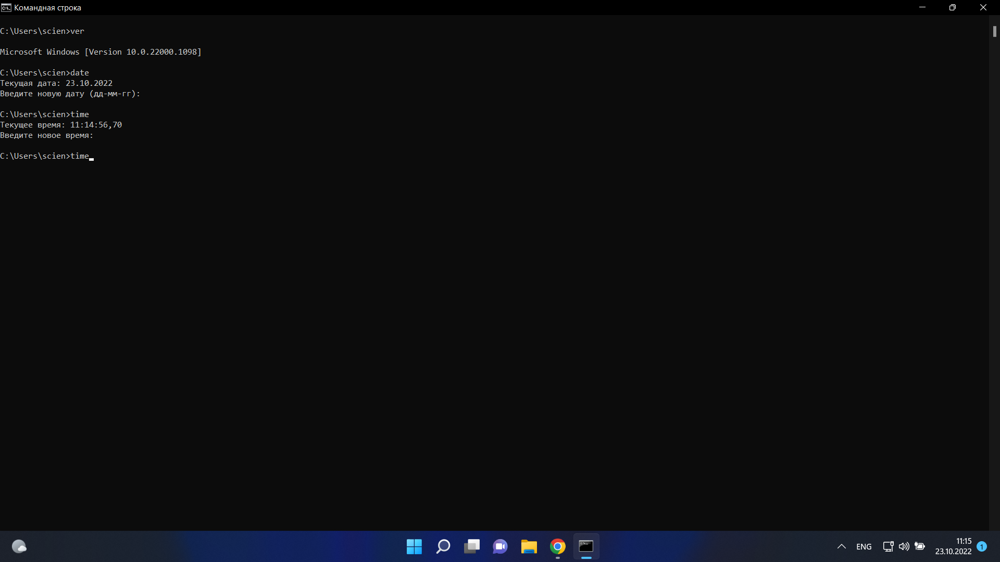 Командная строка
C:\Users\scien>ver
Microsoft Windows [Version 10.0.22000.1098]
C:\Users\scien>date
Текущая дата: 23.10.2022
Введите новую дату (дд-мм-гг):
C:\Users\scien>time
Текущее время: 11:14:56,70
Введите новое время:
C:\Users\scien>time
ENG
11:15
23.10.2022
1